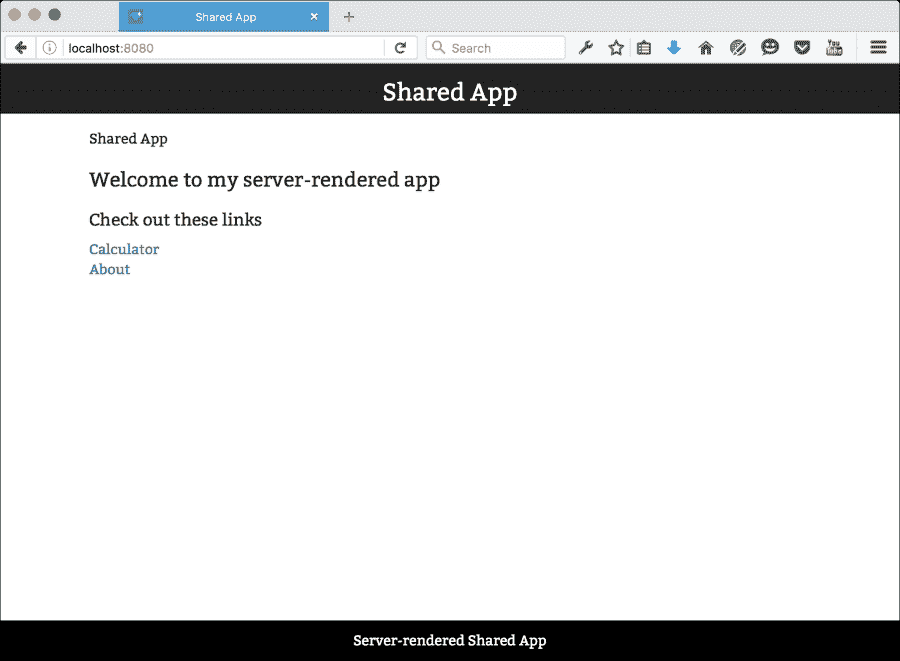 Shared App
localhost:8080
Search
You Tube
Shared App
Shared App
Welcome to my server-rendered app
Check out these links
Calculator
About
Server-rendered Shared App